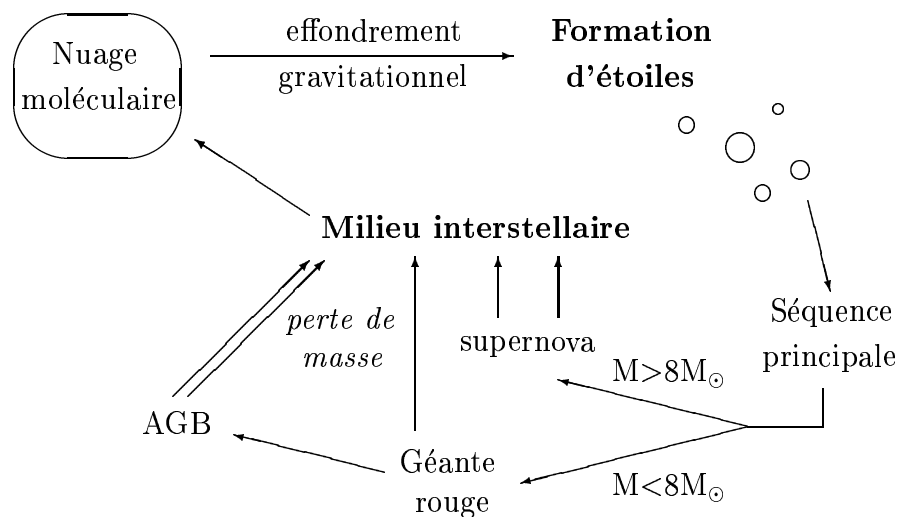 Nuage
moléculaire
effondrement
gravitationnel
Formation
d'étoiles
Milieu interstellaire
perte de
masse
supernova
Séquence
principale
M>8M☉
AGB
Géante
rouge
M<8M☉